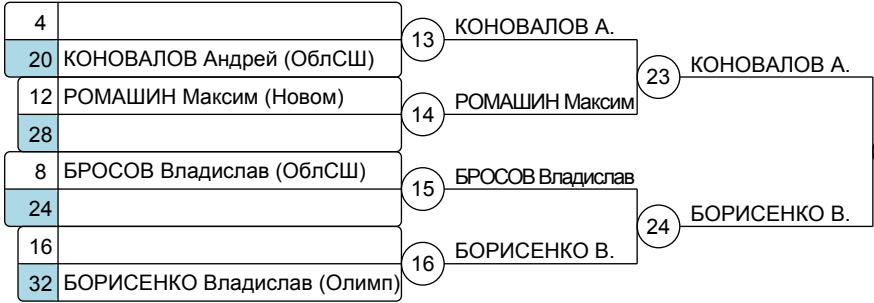 4
20 КОНОВАЛОВ Андрей (ОблСШ)
13 КОНОВАЛОВ А.
12 РОМАШИН Максим (Новом)
28
14 РОМАШИН Максим
23 КОНОВАЛОВ А.
8 БРОСОВ Владислав (ОблСШ)
24
15 БРОСОВ Владислав
16
32 БОРИСЕНКО Владислав (Олимп)
16 БОРИСЕНКО В.
24 БОРИСЕНКО В.